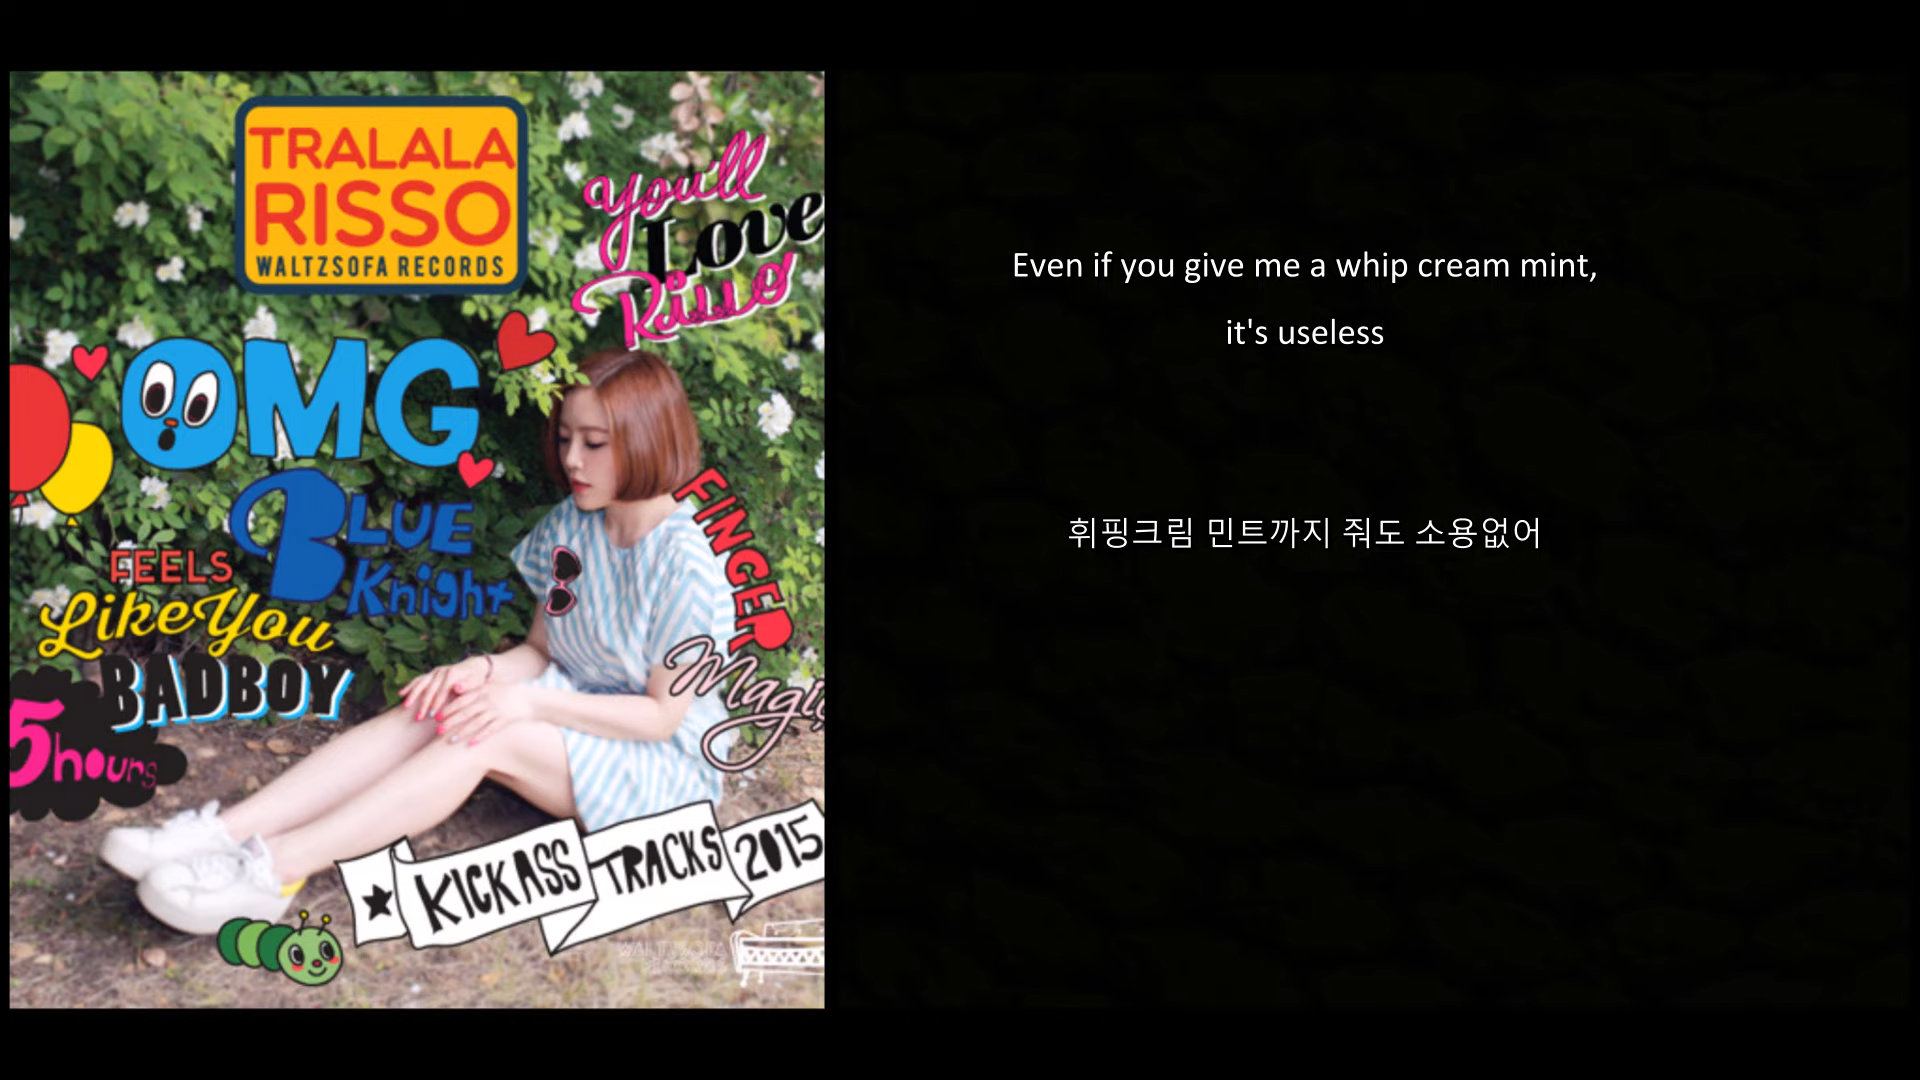 TRALALA
RISSO
WALTZSOFA RECORDS
You'll
Love
Risso
OMG
BLUE
Knight
FEELS
Like You
BADBOY
5hours
FINGER
Magic
KICKASS TRACKS 2015
WALTZSOFA
Even if you give me a whip cream mint,
it's useless
휘핑크림 민트까지 줘도 소용없어